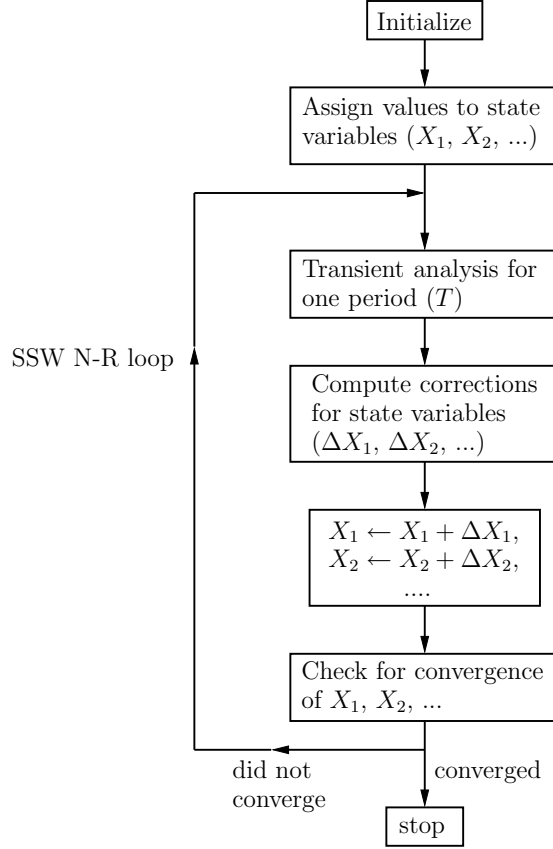 Initialize
Assign values to state
variables (X₁, X₂, ...)
Transient analysis for
one period (T)
SSW N-R loop
Compute corrections
for state variables
(ΔX₁, ΔX₂, ...)
X₁ ← X₁ + ΔX₁,
X₂ ← X₂ + ΔX₂,
....
Check for convergence
of X₁, X₂, ...
did not
converge
converged
stop